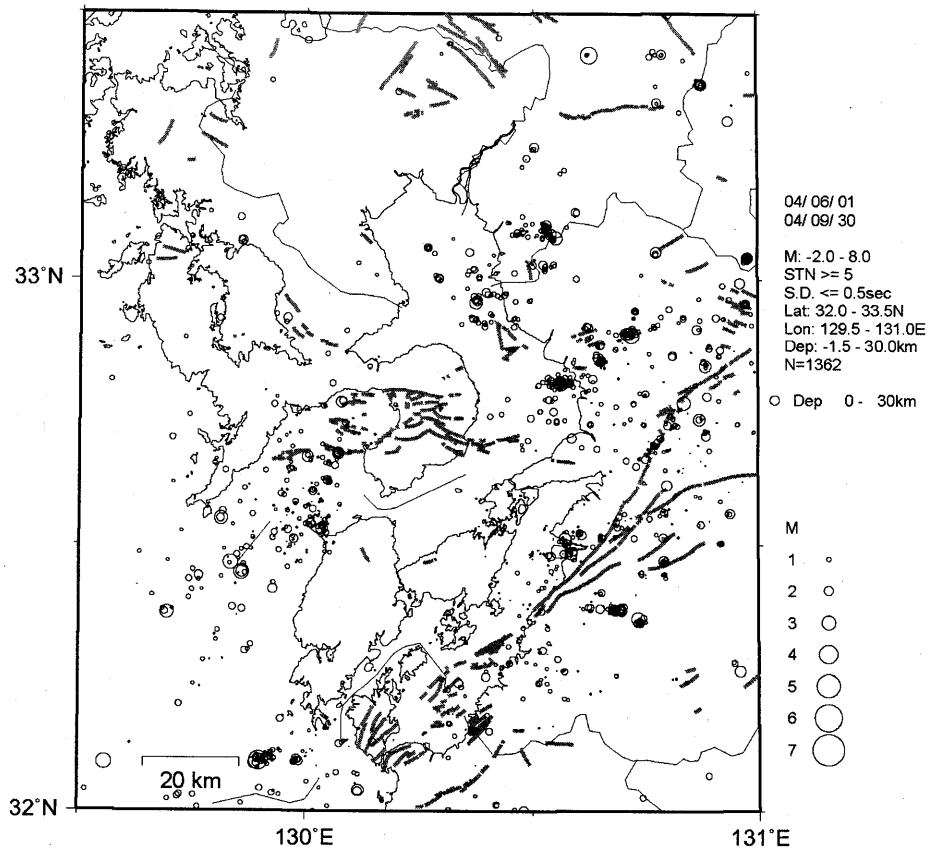 04/ 06/ 01
04/ 09/ 30
33°N
M: -2.0 - 8.0
STN >= 5
S.D. <= 0.5sec
Lat: 32.0 - 33.5N
Lon: 129.5 - 131.0E
Dep: -1.5 - 30.0km
N=1362
Dep 0 - 30km
M
1
2
3
4
5
6
7
20 km
32°N
130°E
131°E